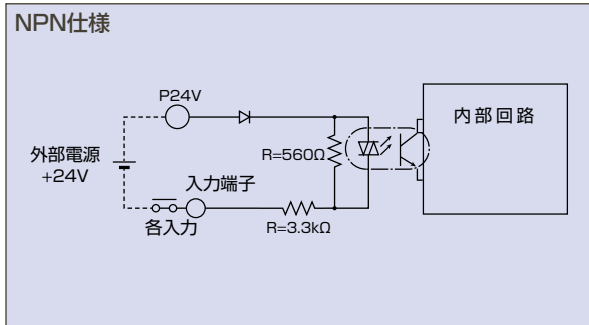 NPN仕様
P24V
内部回路
外部電源
+24V
R=560Ω
入力端子
各入力
R=3.3kΩ